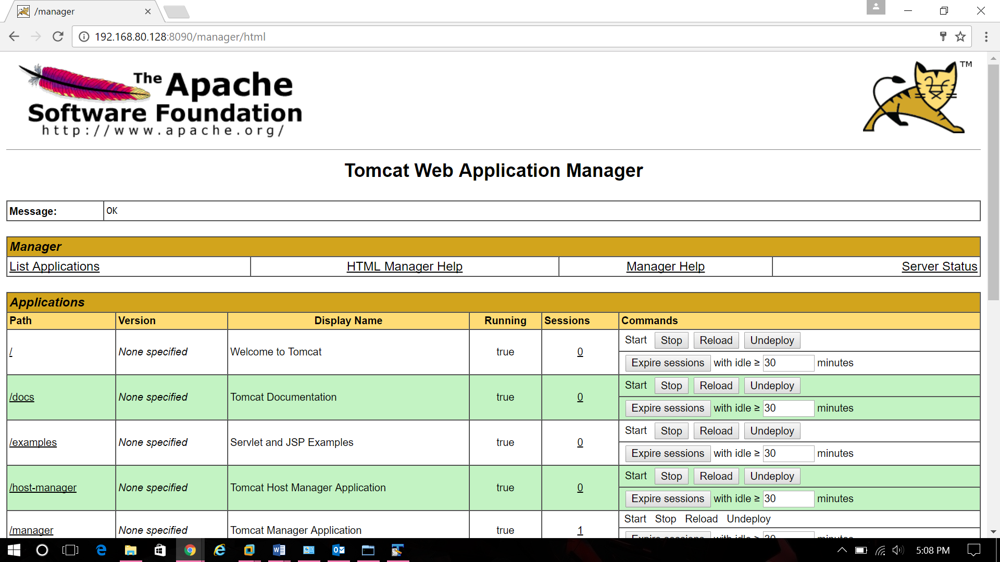 /manager
192.168.80.128:8090/manager/html
The Apache
Software Foundation
http://www.apache.org/
TM
Tomcat Web Application Manager
Message: OK
Manager
List Applications HTML Manager Help Manager Help Server Status
Applications
Path Version Display Name Running Sessions Commands
/ None specified Welcome to Tomcat true 0 Start Stop Reload Undeploy
Expire sessions with idle ≥ 30 minutes
/docs None specified Tomcat Documentation true 0 Start Stop Reload Undeploy
Expire sessions with idle ≥ 30 minutes
/examples None specified Servlet and JSP Examples true 0 Start Stop Reload Undeploy
Expire sessions with idle ≥ 30 minutes
/host-manager None specified Tomcat Host Manager Application true 0 Start Stop Reload Undeploy
Expire sessions with idle ≥ 30 minutes
/manager None specified Tomcat Manager Application true 1 Start Stop Reload Undeploy
Expire sessions with idle ≥ 30 minutes
5:08 PM